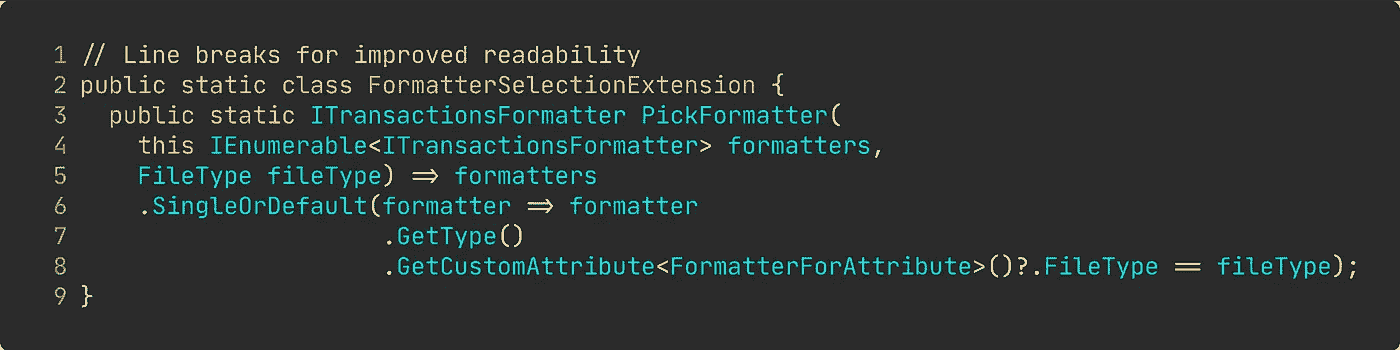 1 // Line breaks for improved readability
2 public static class FormatterSelectionExtension {
3   public static ITransactionsFormatter PickFormatter(
4     this IEnumerable<ITransactionsFormatter> formatters,
5     FileType fileType) => formatters
6     .SingleOrDefault(formatter => formatter
7                      .GetType()
8                      .GetCustomAttribute<FormatterForAttribute>()?.FileType == fileType);
9 }